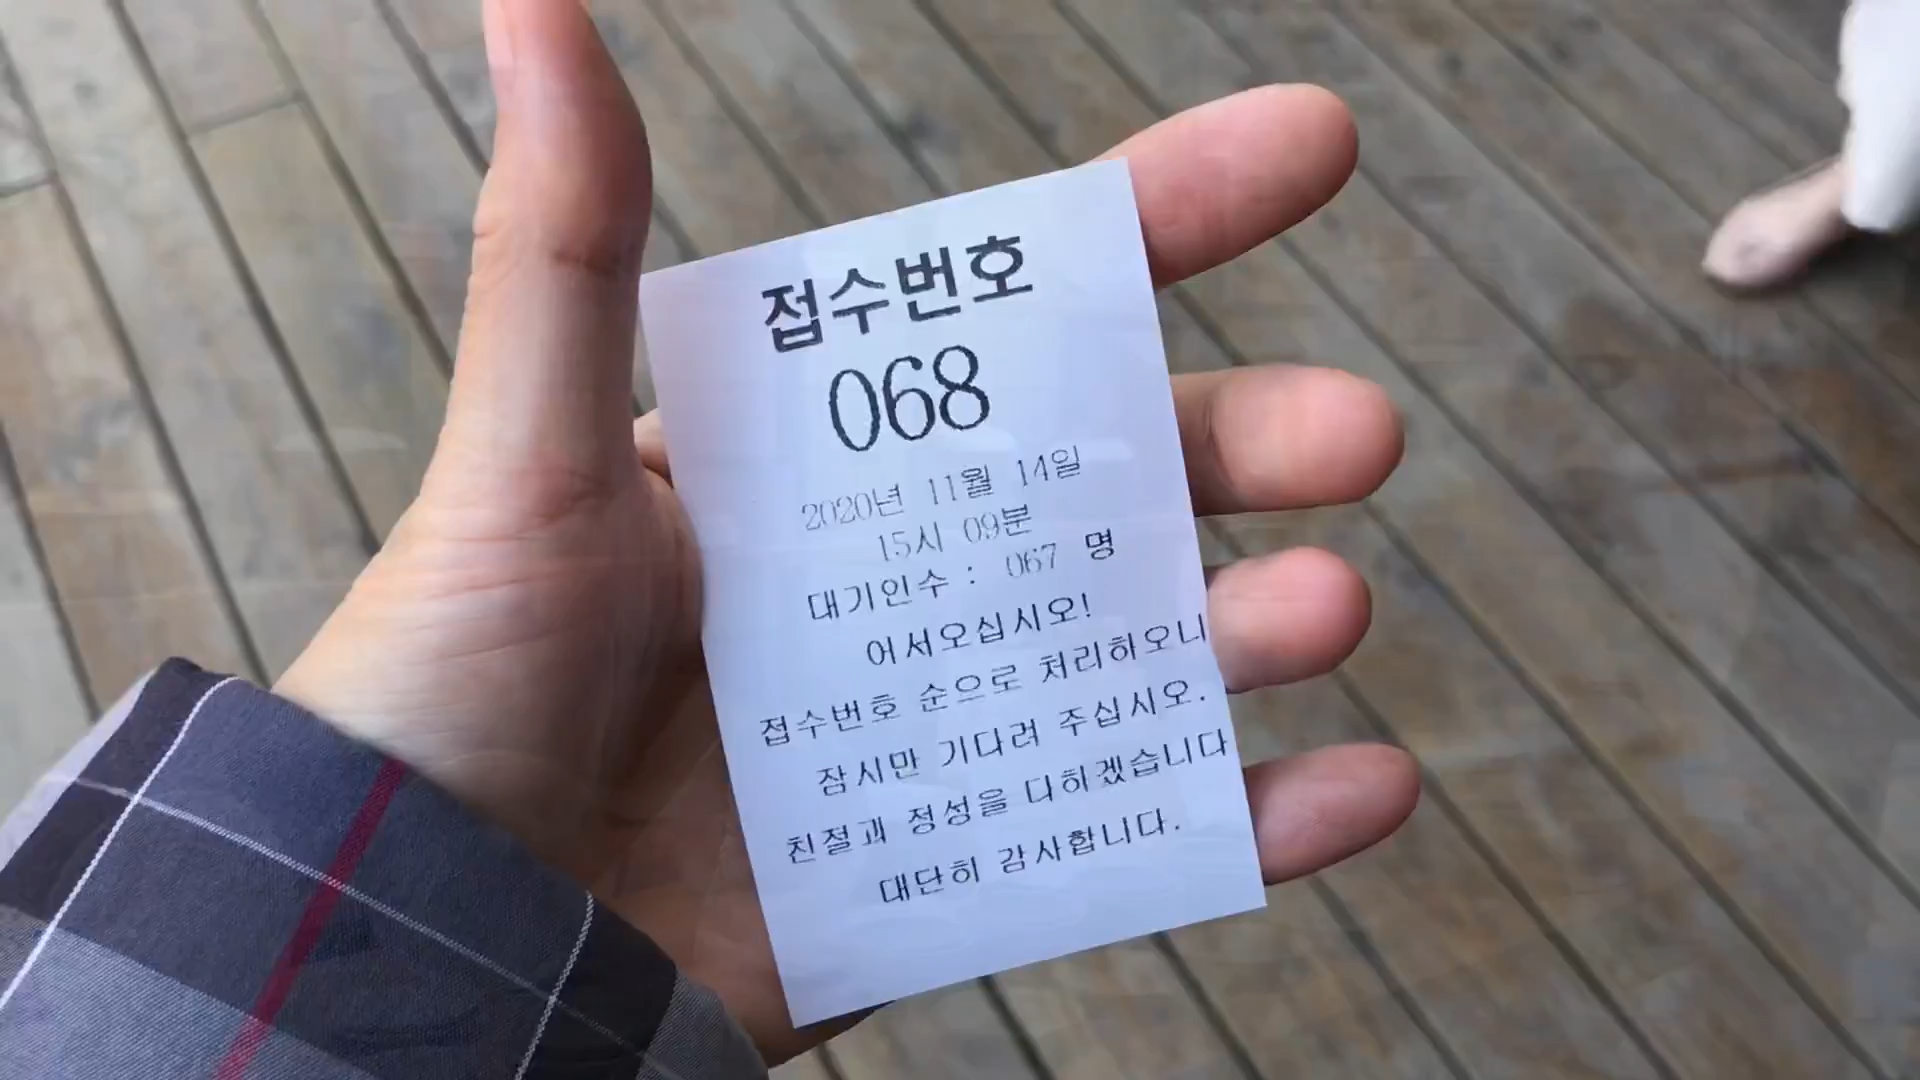 접수번호
068
2020년 11월 14일
15시 09분
대기인수 : 067 명
어서오십시오!
접수번호 순으로 처리하오니
잠시만 기다려 주십시오.
친절과 정성을 다하겠습니다
대단히 감사합니다.